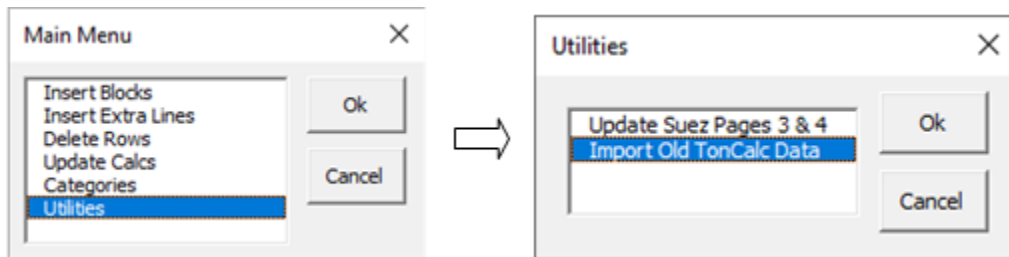 Main Menu
Insert Blocks
Insert Extra Lines
Delete Rows
Update Calcs
Categories
Utilities
Ok
Cancel
Utilities
Update Suez Pages 3 & 4
Import Old TonCalc Data
Ok
Cancel